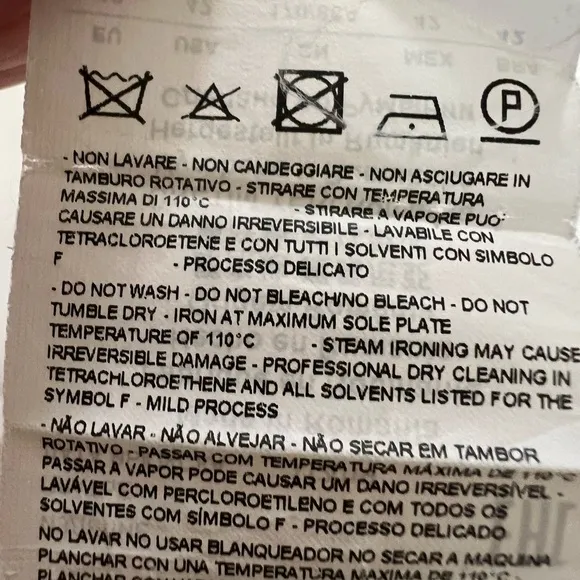 P
- NON LAVARE - NON CANDEGGIARE - NON ASCIUGARE IN
TAMBURO ROTATIVO - STIRARE CON TEMPERATURA
MASSIMA DI 110°C - STIRARE A VAPORE PUO'
CAUSARE UN DANNO IRREVERSIBILE - LAVABILE CON
TETRACLOROETENE E CON TUTTI I SOLVENTI CON SIMBOLO
F - PROCESSO DELICATO
- DO NOT WASH - DO NOT BLEACH/NO BLEACH - DO NOT
TUMBLE DRY - IRON AT MAXIMUM SOLE PLATE
TEMPERATURE OF 110°C - STEAM IRONING MAY CAUSE
IRREVERSIBLE DAMAGE - PROFESSIONAL DRY CLEANING IN
TETRACHLOROETHENE AND ALL SOLVENTS LISTED FOR THE
SYMBOL F - MILD PROCESS
- NÃO LAVAR - NÃO ALVEJAR - NÃO SECAR EM TAMBOR
ROTATIVO - PASSAR COM TEMPERATURA MÁXIMA DE 110°C
PASSAR A VAPOR PODE CAUSAR UM DANO IRREVERSÍVEL -
LAVÁVEL COM PERCLOROETILENO E COM TODOS OS
SOLVENTES COM SÍMBOLO F - PROCESSO DELICADO
NO LAVAR NO USAR BLANQUEADOR NO SECAR A MAQUINA
PLANCHAR CON UNA TEMPERATURA MAXIMA DE 110°C
PLANCHAR CON